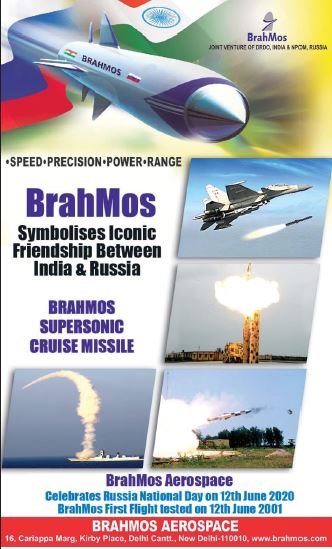 BrahMos
JOINT VENTURE OF DRDO, INDIA & NPOM, RUSSIA
BRAHMOS
•SPEED•PRECISION•POWER•RANGE
BrahMos
Symbolises Iconic
Friendship Between
India & Russia
BRAHMOS
SUPERSONIC
CRUISE MISSILE
BrahMos Aerospace
Celebrates Russia National Day on 12th June 2020
BrahMos First Flight tested on 12th June 2001
BRAHMOS AEROSPACE
16, Cariappa Marg, Kirby Place, Delhi Cantt., New Delhi-110010, www.brahmos.com